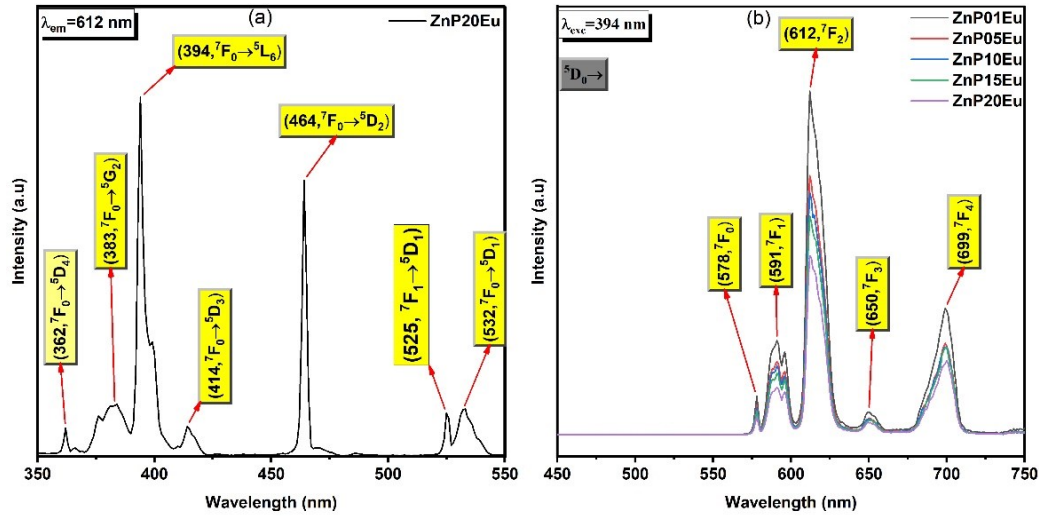 λem=612 nm
(a)
ZnP20Eu
(394,⁷F₀→⁵L₆)
(464,⁷F₀→⁵D₂)
(383,⁷F₀→⁵G₂)
(362,⁷F₀→⁵D₄)
(414,⁷F₀→⁵D₃)
(525, ⁷F₁→⁵D₁)
(532,⁷F₀→⁵D₁)
Intensity (a.u)
350 400 450 500 550
Wavelength (nm)
(b)
λexc=394 nm
⁵D₀→
(612,⁷F₂)
ZnP01Eu
ZnP05Eu
ZnP10Eu
ZnP15Eu
ZnP20Eu
(578,⁷F₀)
(591,⁷F₁)
(650,⁷F₃)
(699,⁷F₄)
Intensity (a.u)
450 500 550 600 650 700 750
Wavelength (nm)